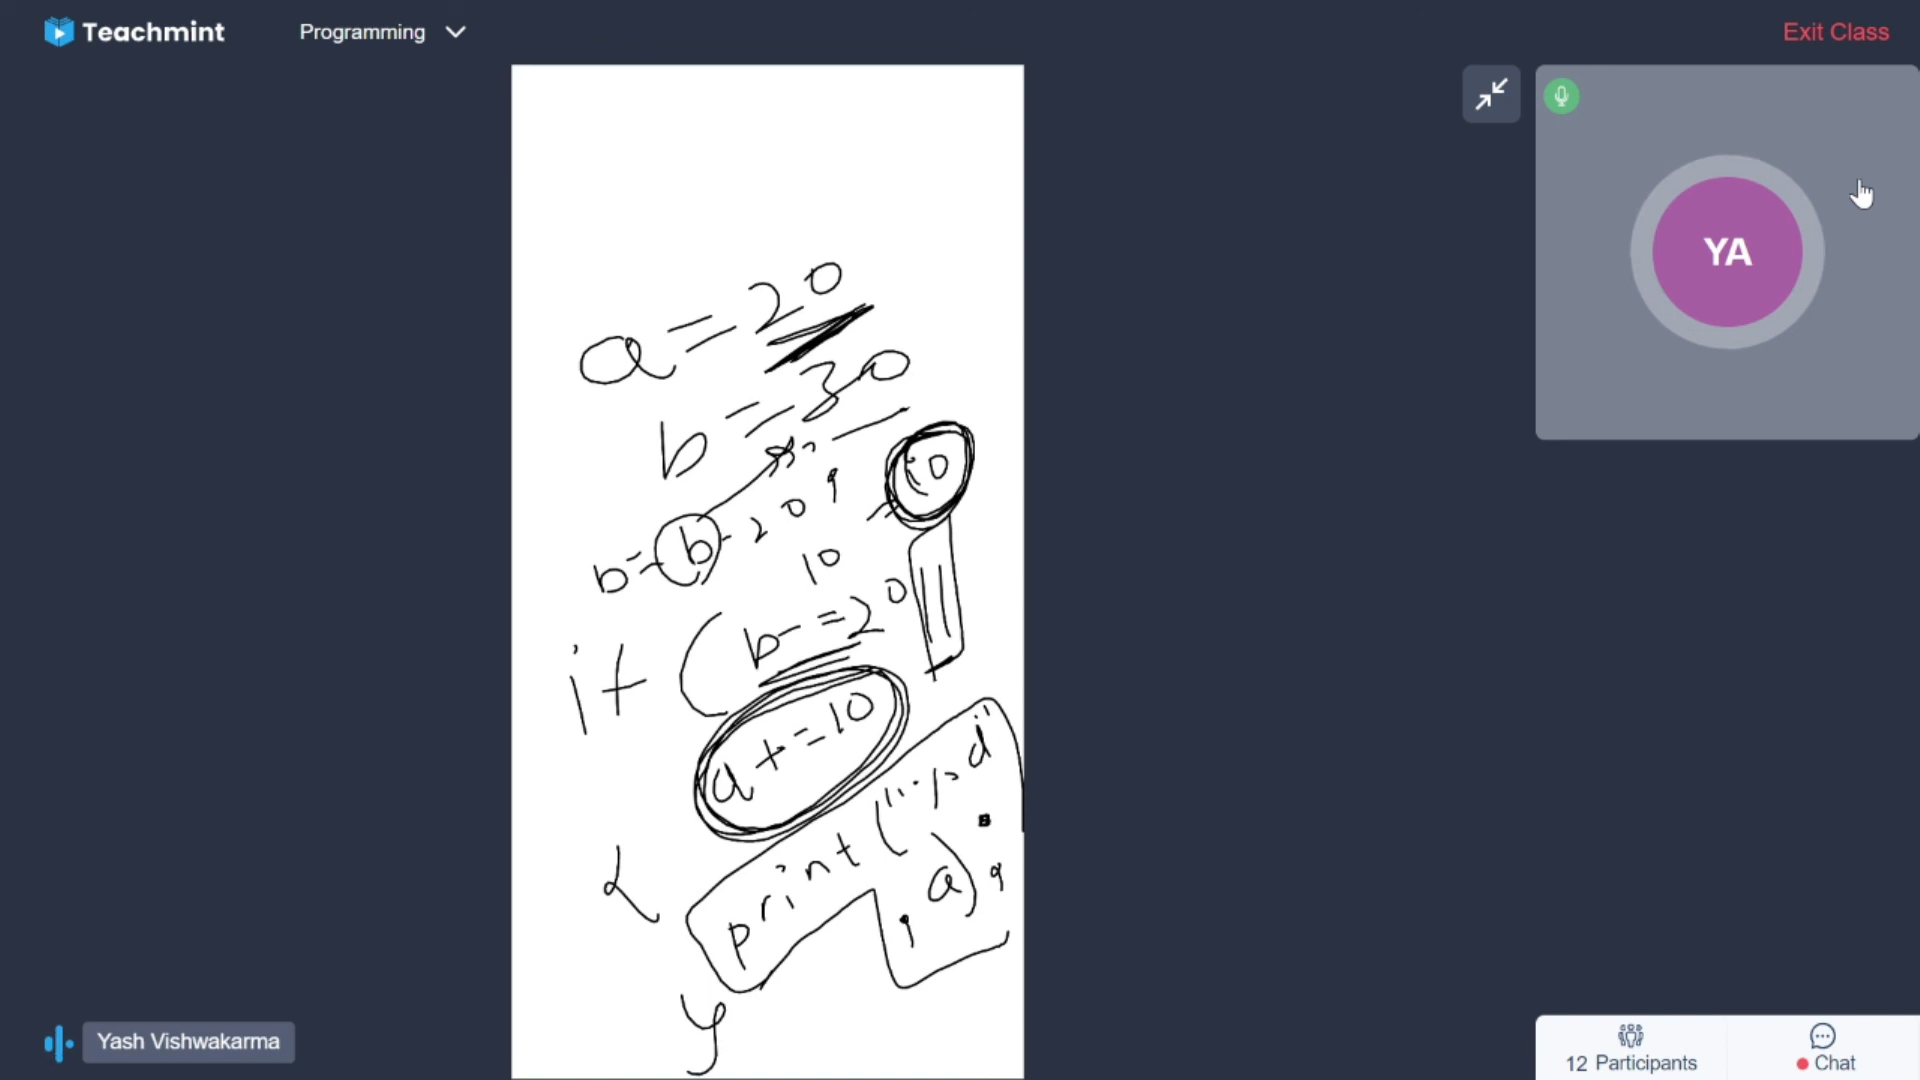 Teachmint
Programming
Exit Class
YA
a = 20
b = 30
b = b - 20 ;
10
if ( b = = 20
a + = 10
print ( "%d"
, a ) ;
Yash Vishwakarma
12 Participants
Chat